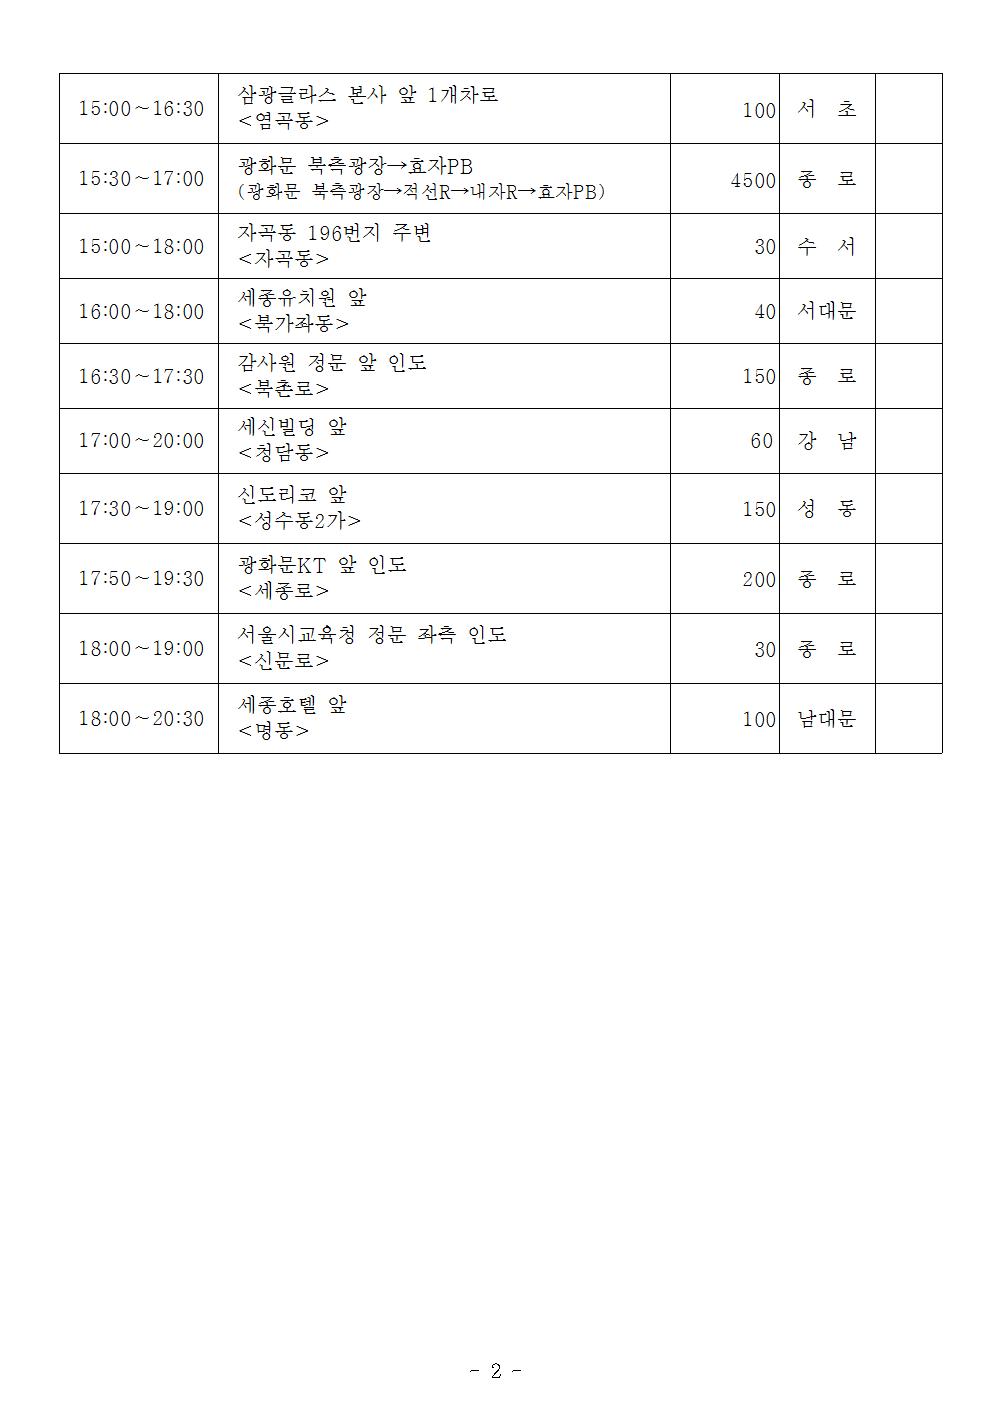 15:00~16:30 삼광글라스 본사 앞 1개차로 100 서 초
<염곡동>
15:30~17:00 광화문 북측광장→효자PB 4500 종 로
(광화문 북측광장→적선R→내자R→효자PB)
15:00~18:00 자곡동 196번지 주변 30 수 서
<자곡동>
16:00~18:00 세종유치원 앞 40 서대문
<북가좌동>
16:30~17:30 감사원 정문 앞 인도 150 종 로
<북촌로>
17:00~20:00 세신빌딩 앞 60 강 남
<청담동>
17:30~19:00 신도리코 앞 150 성 동
<성수동2가>
17:50~19:30 광화문KT 앞 인도 200 종 로
<세종로>
18:00~19:00 서울시교육청 정문 좌측 인도 30 종 로
<신문로>
18:00~20:30 세종호텔 앞 100 남대문
<명동>
- 2 -